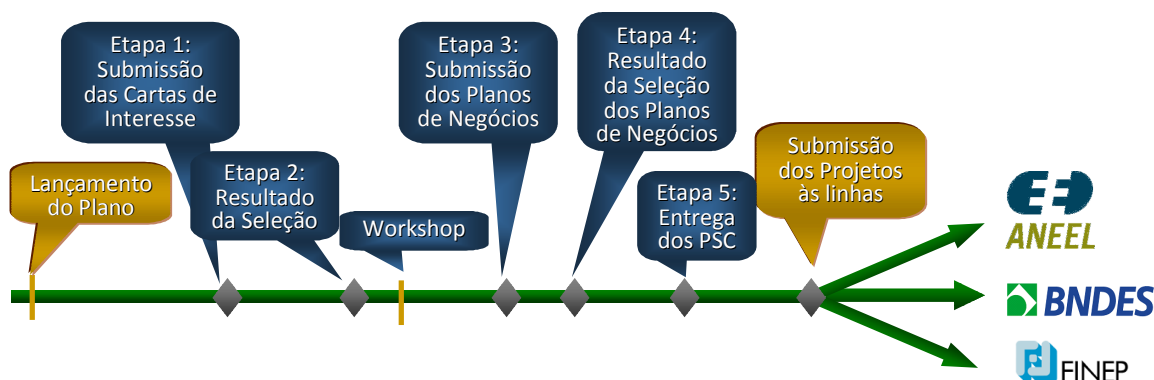 Lançamento
do Plano
Etapa 1:
Submissão
das Cartas de
Interesse
Etapa 2:
Resultado
da Seleção
Workshop
Etapa 3:
Submissão
dos Planos
de Negócios
Etapa 4:
Resultado
da Seleção
dos Planos
de Negócios
Etapa 5:
Entrega
dos PSC
Submissão
dos Projetos
às linhas
ANEEL
BNDES
FINEP